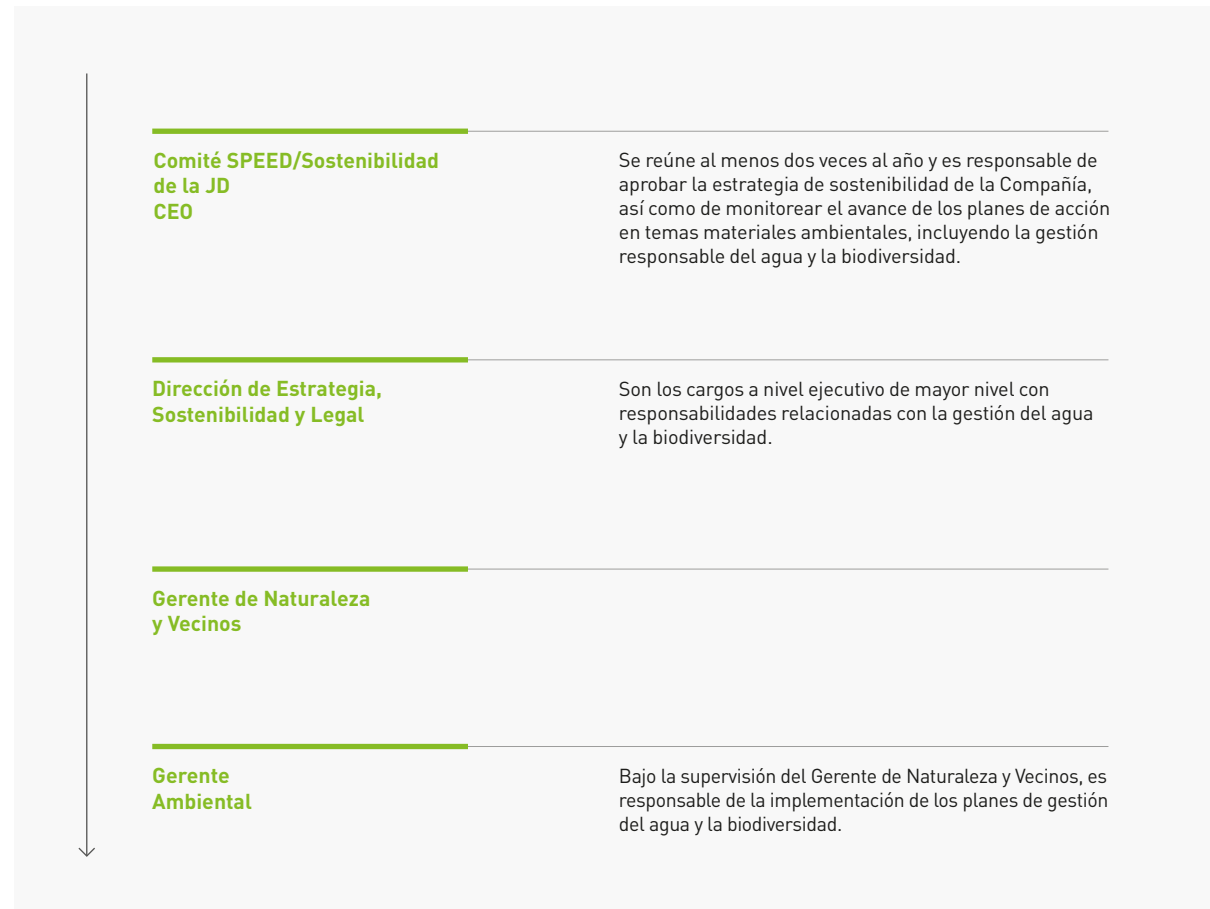 Comité SPEED/Sostenibilidad
de la JD
CEO
Se reúne al menos dos veces al año y es responsable de
aprobar la estrategia de sostenibilidad de la Compañía,
así como de monitorear el avance de los planes de acción
en temas materiales ambientales, incluyendo la gestión
responsable del agua y la biodiversidad.
Dirección de Estrategia,
Sostenibilidad y Legal
Son los cargos a nivel ejecutivo de mayor nivel con
responsabilidades relacionadas con la gestión del agua
y la biodiversidad.
Gerente de Naturaleza
y Vecinos
Gerente
Ambiental
Bajo la supervisión del Gerente de Naturaleza y Vecinos, es
responsable de la implementación de los planes de gestión
del agua y la biodiversidad.